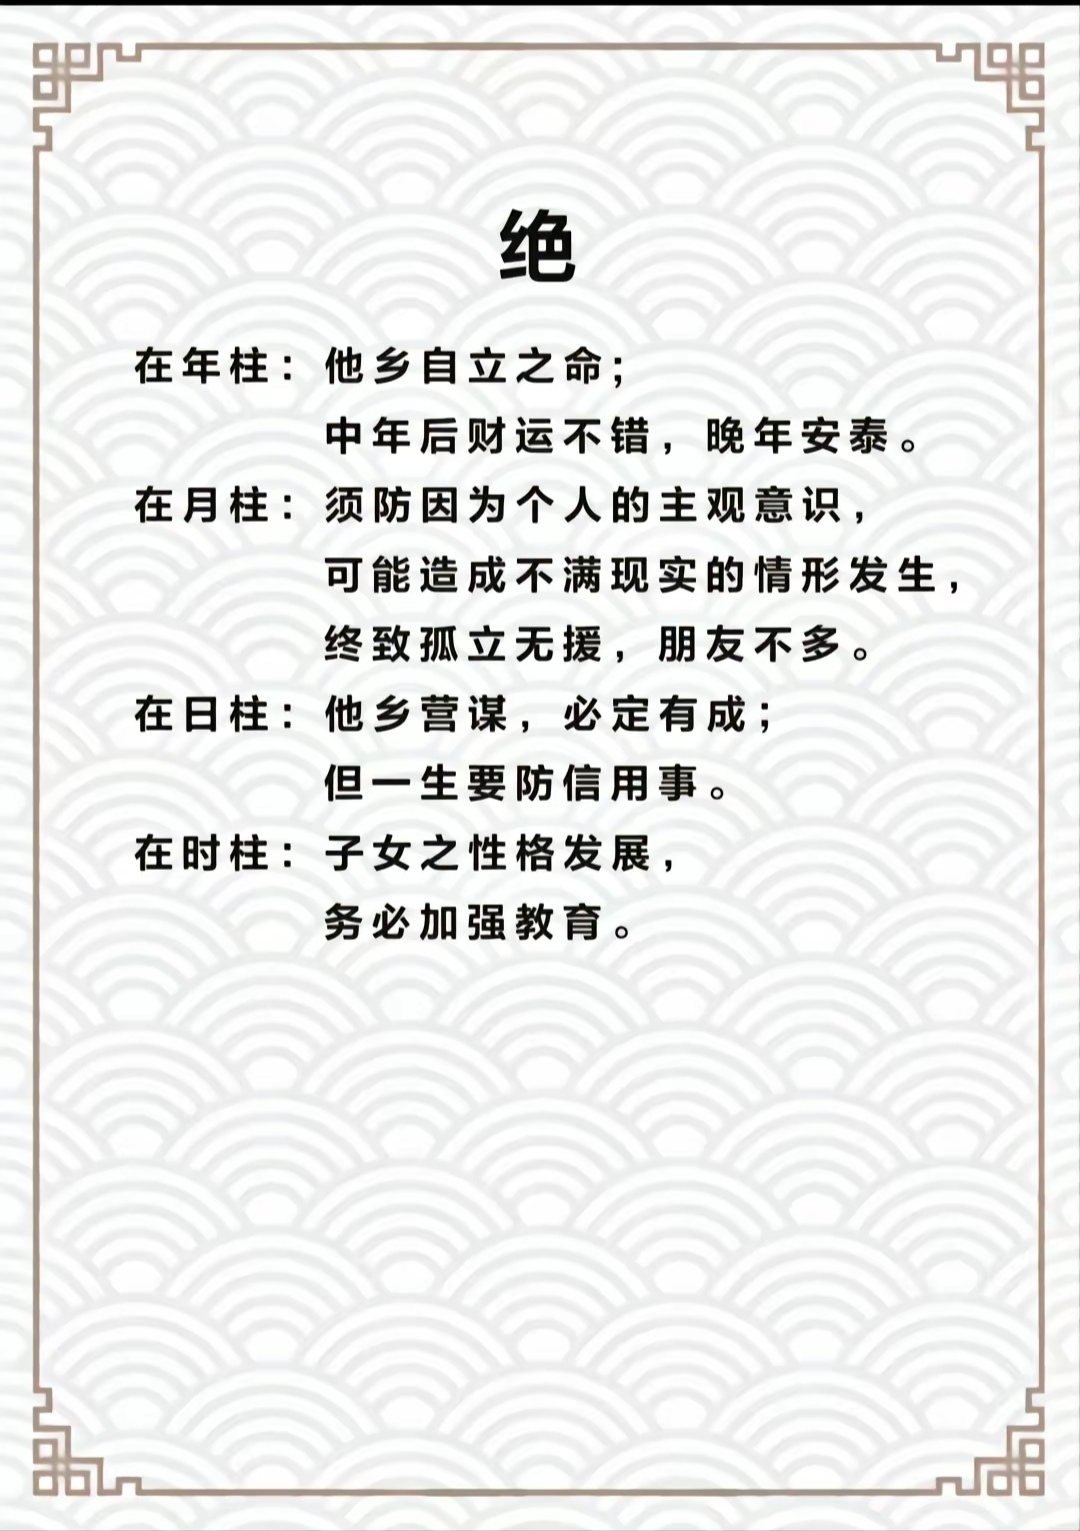 绝
在年柱：他乡自立之命；
中年后财运不错，晚年安泰。
在月柱：须防因为个人的主观意识，
可能造成不满现实的情形发生，
终致孤立无援，朋友不多。
在日柱：他乡营谋，必定有成；
但一生要防信用事。
在时柱：子女之性格发展，
务必加强教育。